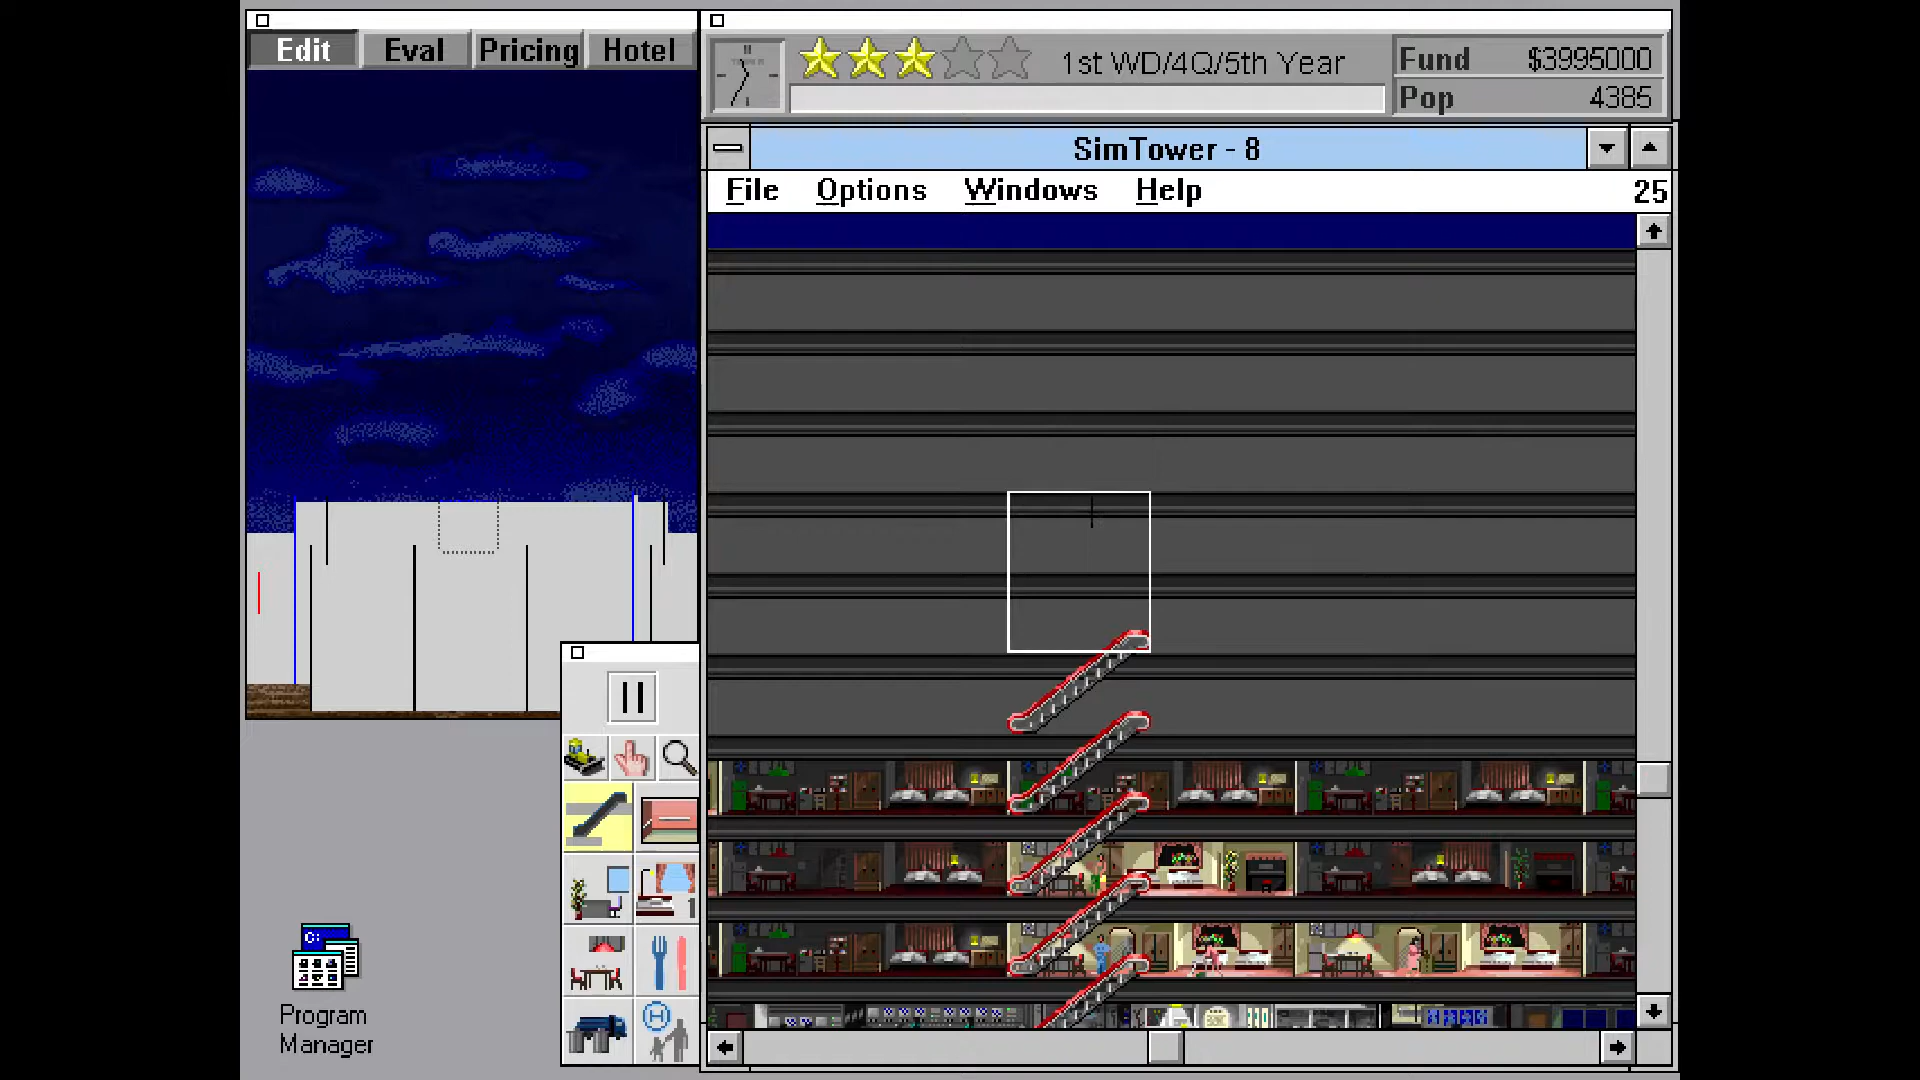 Edit Eval Pricing Hotel
1st WD/4Q/5th Year
Fund $3995000
Pop 4385
SimTower - 8
File Options Windows Help 25
Program
Manager